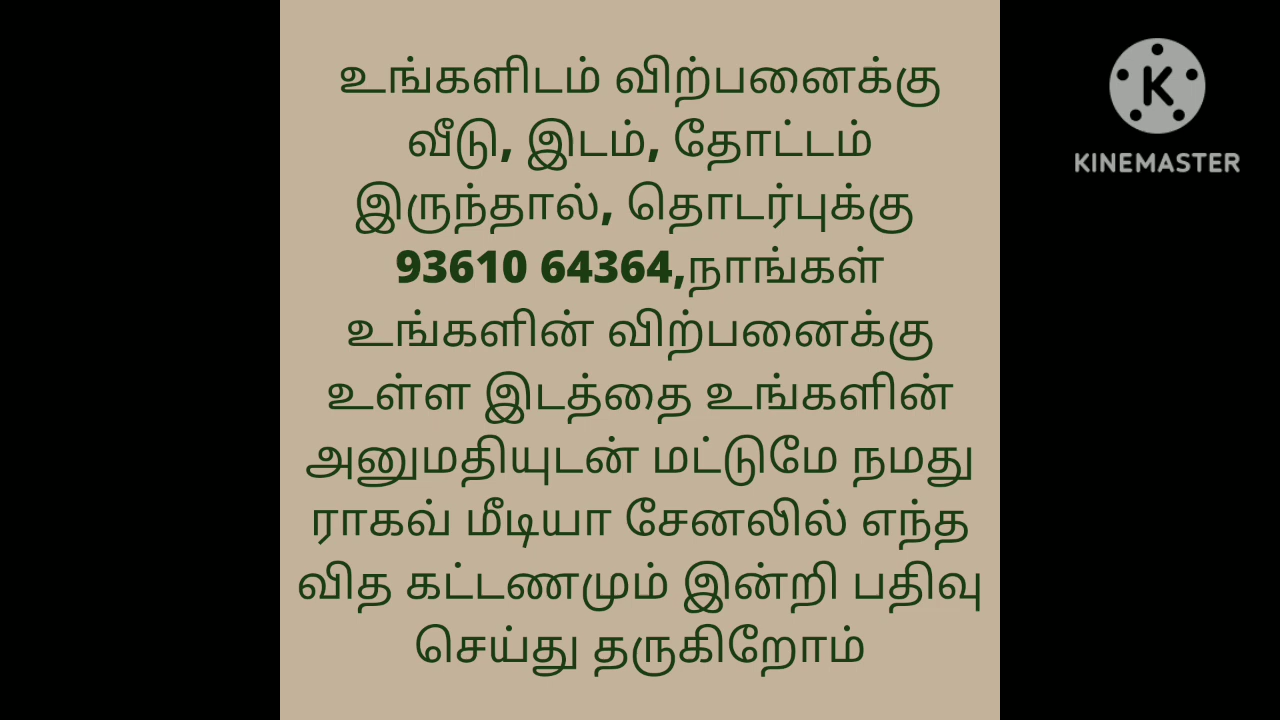 உங்களிடம் விற்பனைக்கு
வீடு, இடம், தோட்டம்
இருந்தால், தொடர்புக்கு
93610 64364,நாங்கள்
உங்களின் விற்பனைக்கு
உள்ள இடத்தை உங்களின்
அனுமதியுடன் மட்டுமே நமது
ராகவ் மீடியா சேனலில் எந்த
வித கட்டணமும் இன்றி பதிவு
செய்து தருகிறோம்
K
KINEMASTER